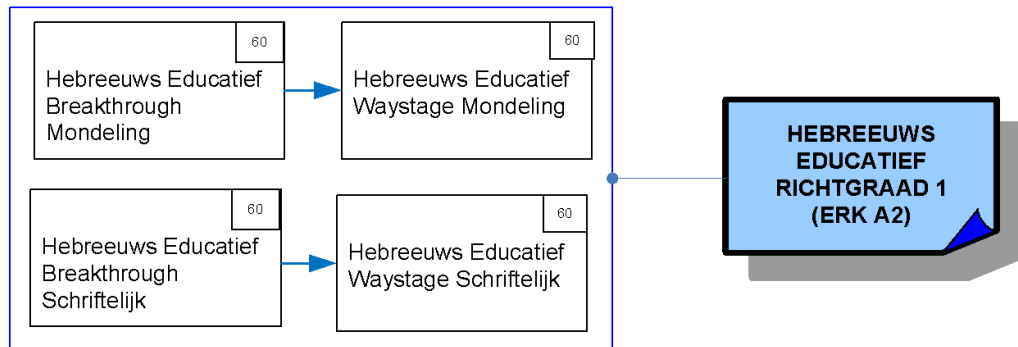 60
Hebreeuws Educatief
Breakthrough
Mondeling
60
Hebreeuws Educatief
Waystage Mondeling
60
Hebreeuws Educatief
Breakthrough
Schriftelijk
60
Hebreeuws Educatief
Waystage Schriftelijk
HEBREEUWS
EDUCATIEF
RICHTGRAAD 1
(ERK A2)